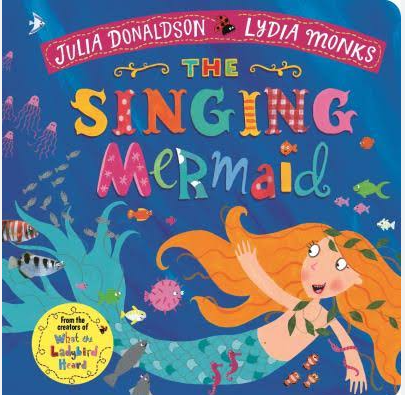 JULIA DONALDSON LYDIA MONKS
THE
SINGING
MeRmaiD
From the
creators of
What the
Ladybird
Heard